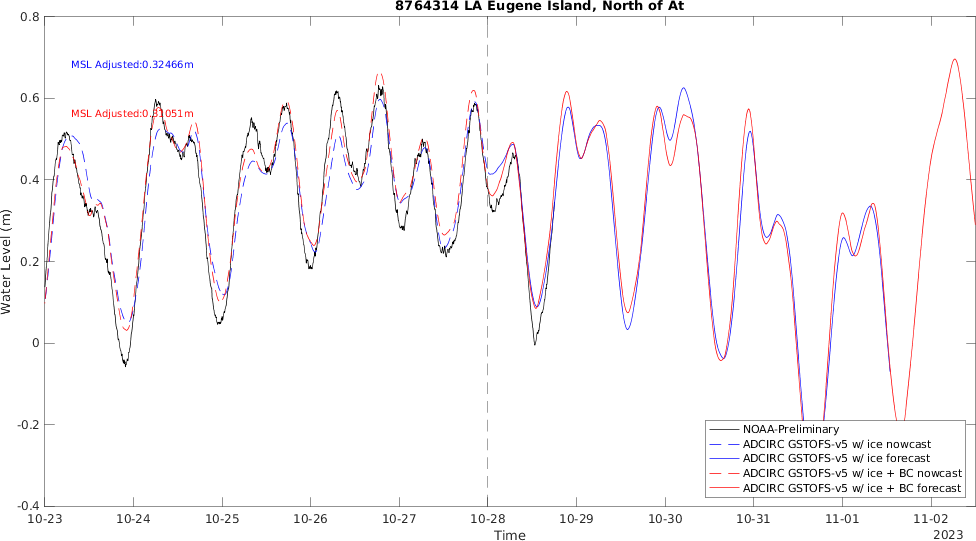 8764314 LA Eugene Island, North of At
0.8
0.6
0.4
0.2
0
-0.2
-0.4
Water Level (m)
MSL Adjusted:0.32466m
MSL Adjusted:0.31051m
NOAA-Preliminary
ADCIRC GSTOFS-v5 w/ ice nowcast
ADCIRC GSTOFS-v5 w/ ice forecast
ADCIRC GSTOFS-v5 w/ ice + BC nowcast
ADCIRC GSTOFS-v5 w/ ice + BC forecast
10-23 10-24 10-25 10-26 10-27 10-28 10-29 10-30 10-31 11-01 11-02
Time
2023